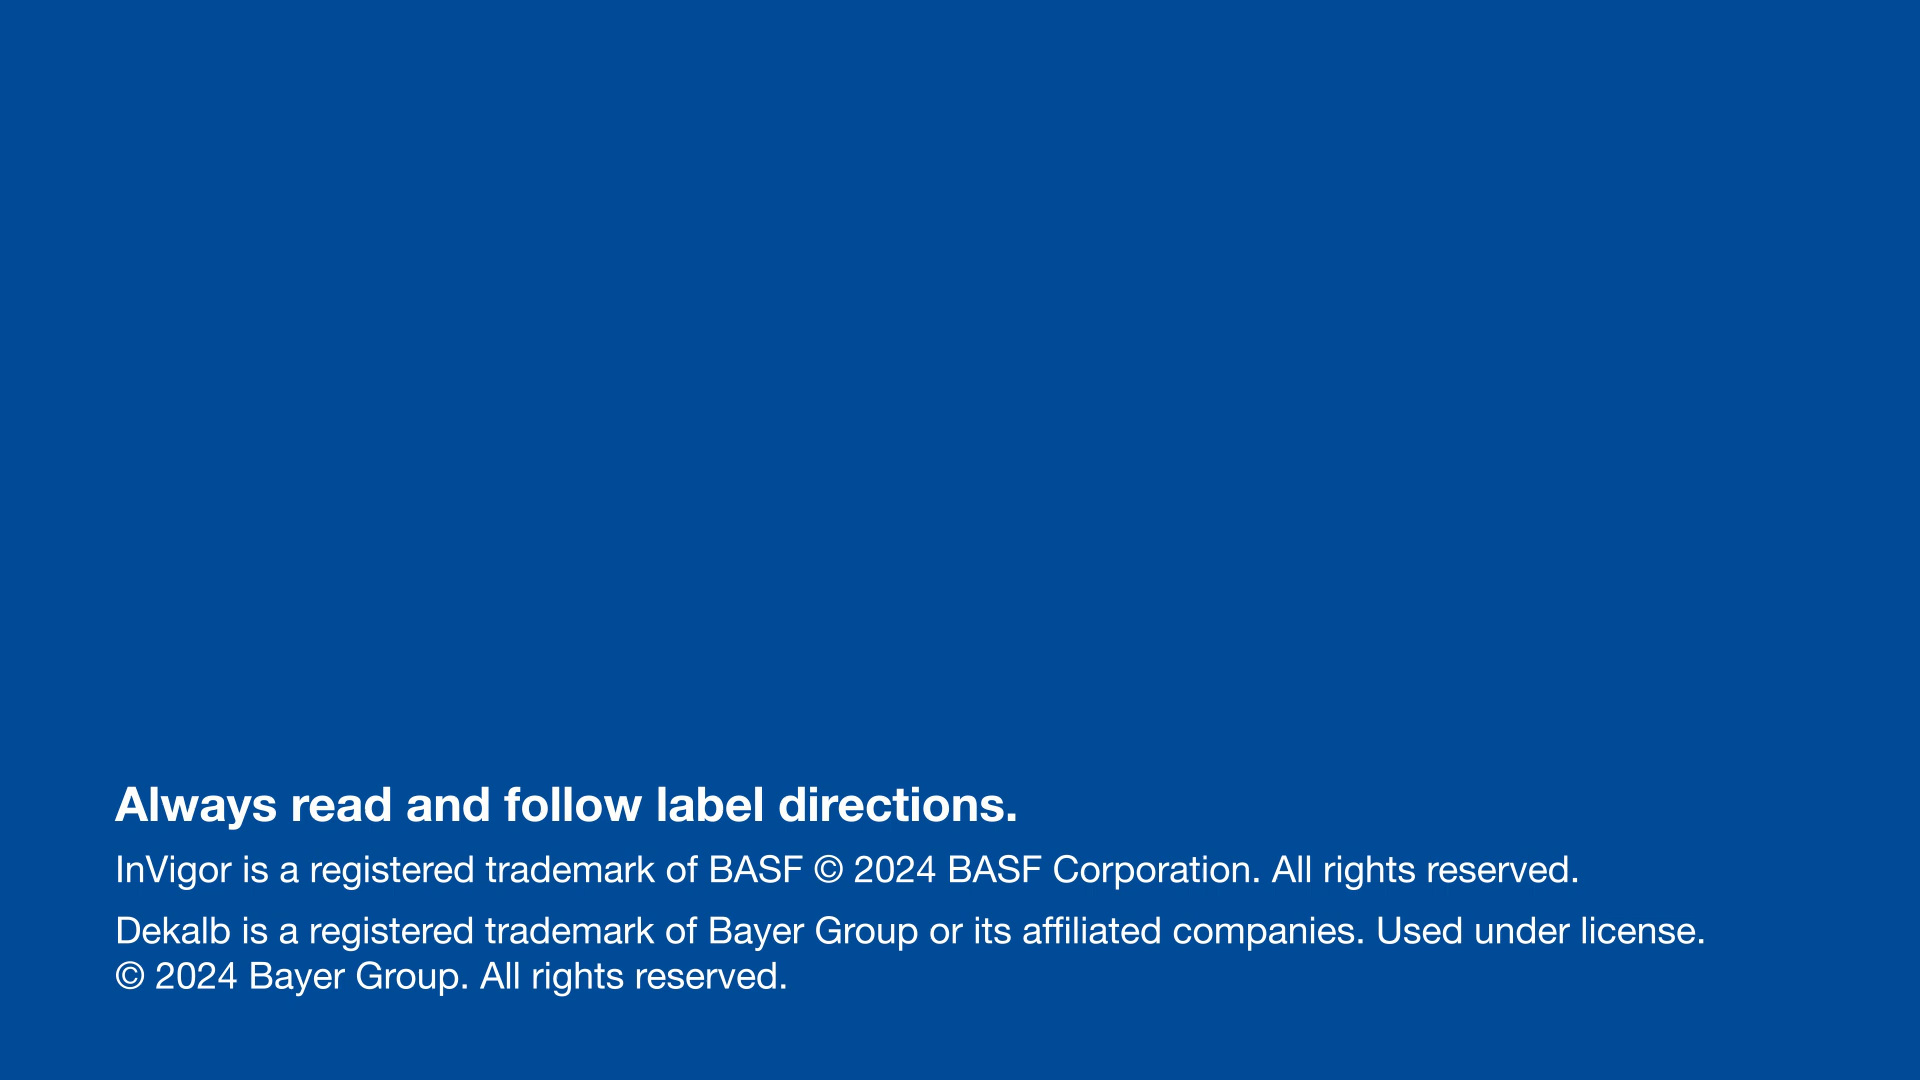 Always read and follow label directions.
InVigor is a registered trademark of BASF © 2024 BASF Corporation. All rights reserved.
Dekalb is a registered trademark of Bayer Group or its affiliated companies. Used under license.
© 2024 Bayer Group. All rights reserved.